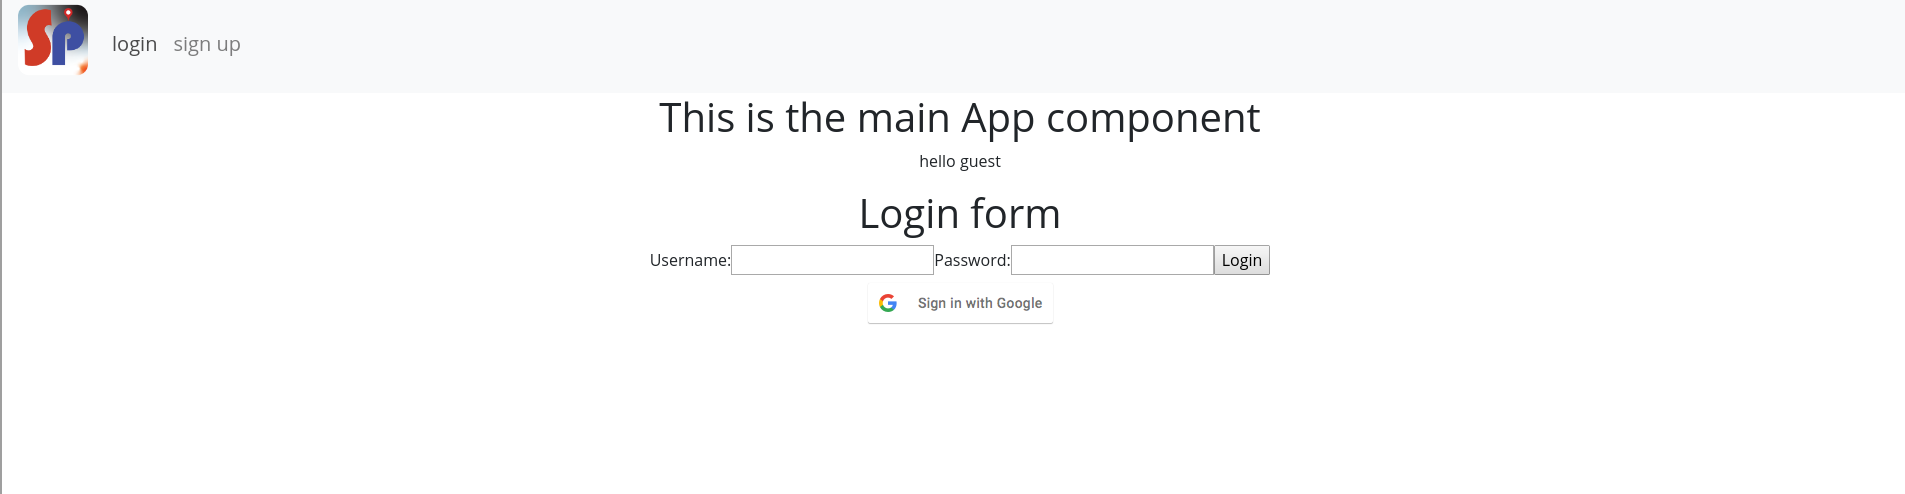 SP login sign up
This is the main App component
hello guest
Login form
Username: Password: Login
Sign in with Google